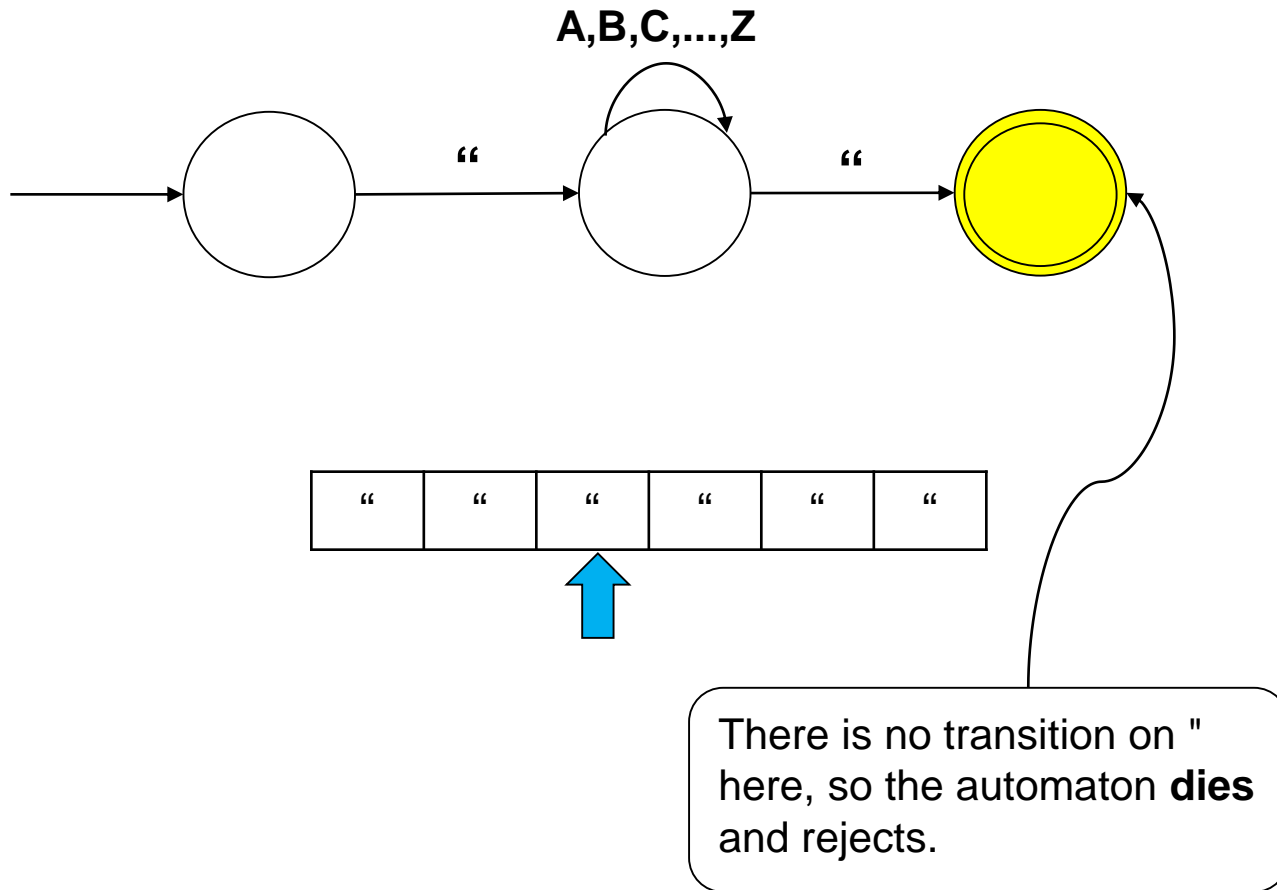 A,B,C,...,Z
“ “
“ “ “ “ “ “
There is no transition on "
here, so the automaton dies
and rejects.